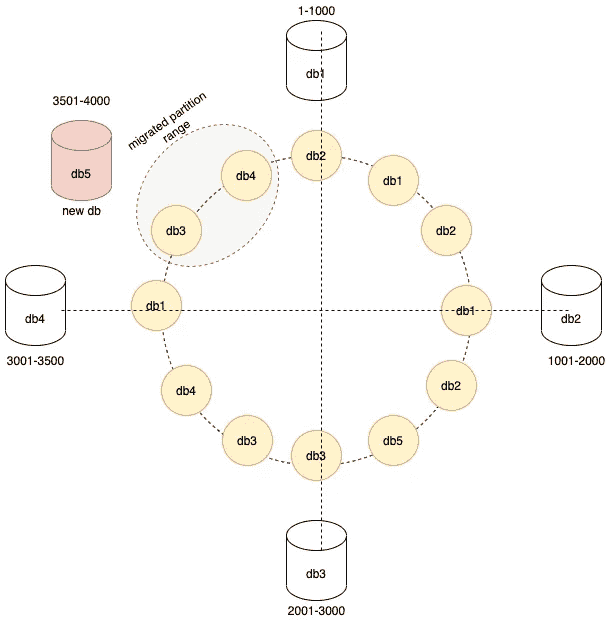 1-1000
db1
3501-4000
migrated partition
range
db5
new db
db2
db4
db1
db3
db2
db1
db1
db4
db2
3001-3500
1001-2000
db4
db2
db3
db5
db3
db3
2001-3000